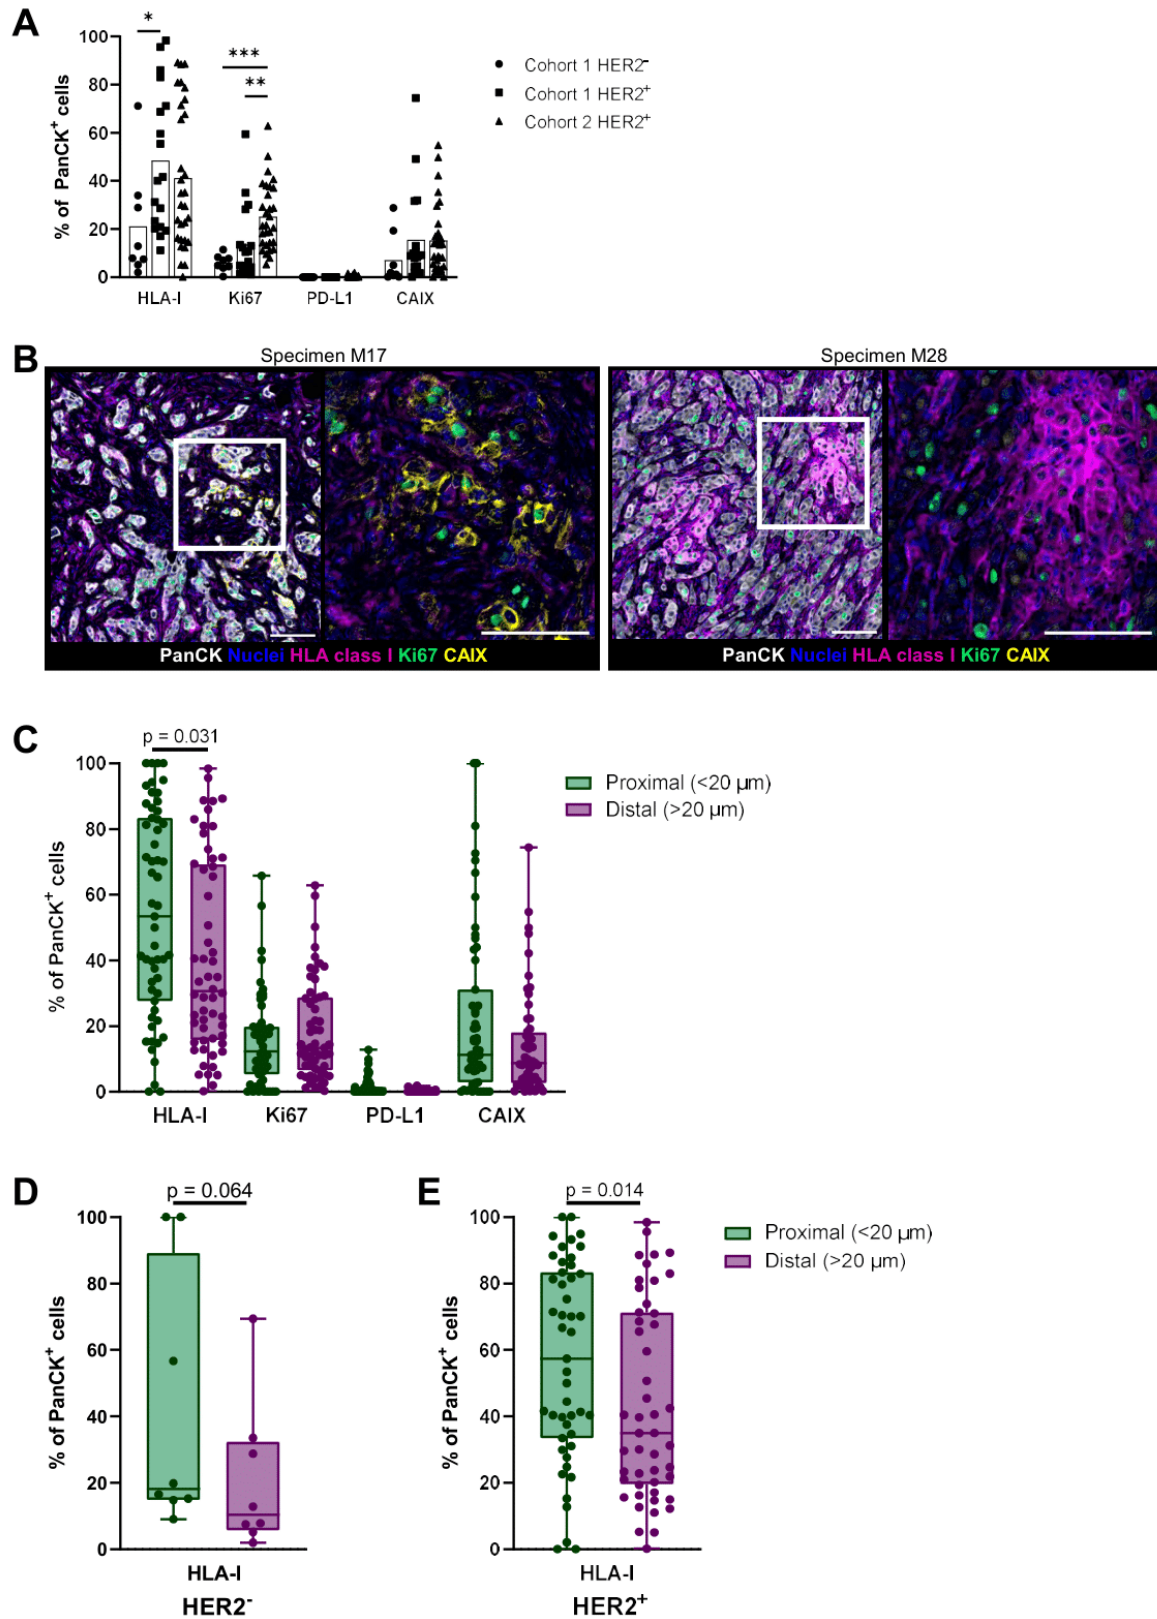 A
% of PanCK+ cells
100
80
60
40
20
0
*
***
**
HLA-I Ki67 PD-L1 CAIX
Cohort 1 HER2-
Cohort 1 HER2+
Cohort 2 HER2+
B
Specimen M17
Specimen M28
PanCK Nuclei HLA class I Ki67 CAIX
PanCK Nuclei HLA class I Ki67 CAIX
C
p = 0.031
% of PanCK+ cells
100
80
60
40
20
0
HLA-I Ki67 PD-L1 CAIX
Proximal (<20 µm)
Distal (>20 µm)
D
p = 0.064
% of PanCK+ cells
100
80
60
40
20
0
HLA-I
HER2-
E
p = 0.014
% of PanCK+ cells
100
80
60
40
20
0
HLA-I
HER2+
Proximal (<20 µm)
Distal (>20 µm)